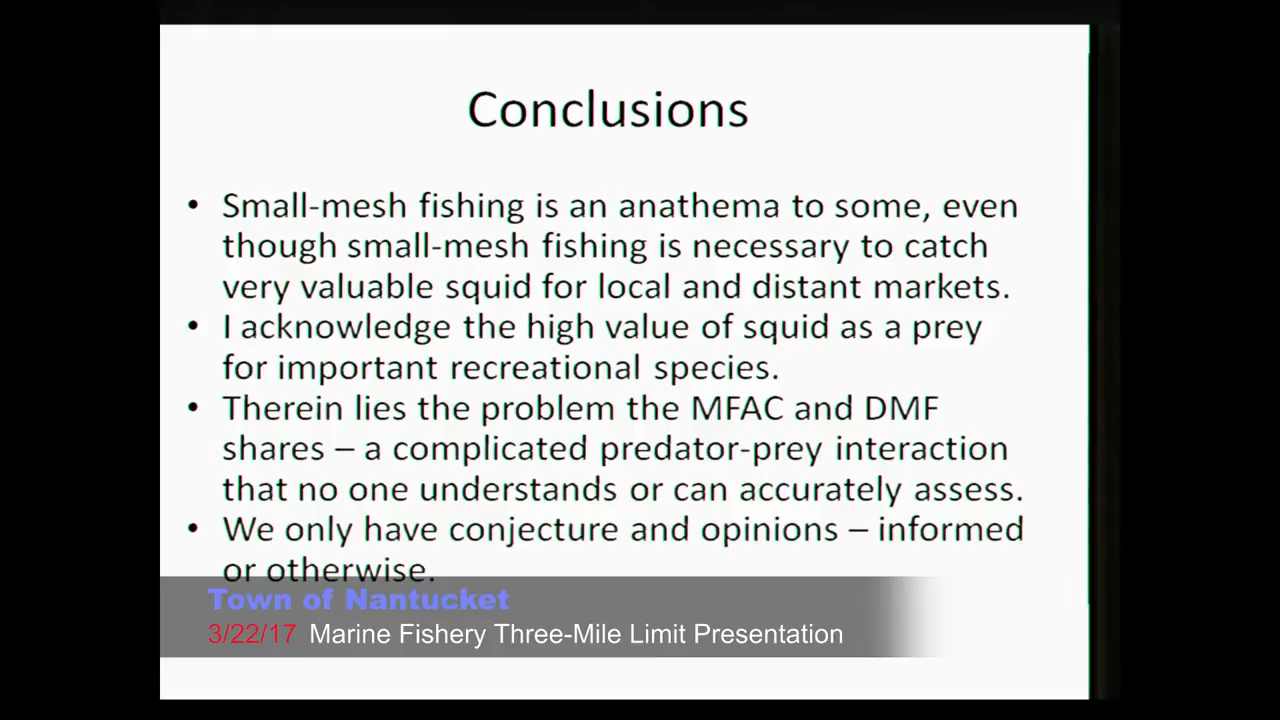 Conclusions
• Small-mesh fishing is an anathema to some, even
though small-mesh fishing is necessary to catch
very valuable squid for local and distant markets.
• I acknowledge the high value of squid as a prey
for important recreational species.
• Therein lies the problem the MFAC and DMF
shares – a complicated predator-prey interaction
that no one understands or can accurately assess.
• We only have conjecture and opinions – informed
or otherwise.
Town of Nantucket
3/22/17 Marine Fishery Three-Mile Limit Presentation